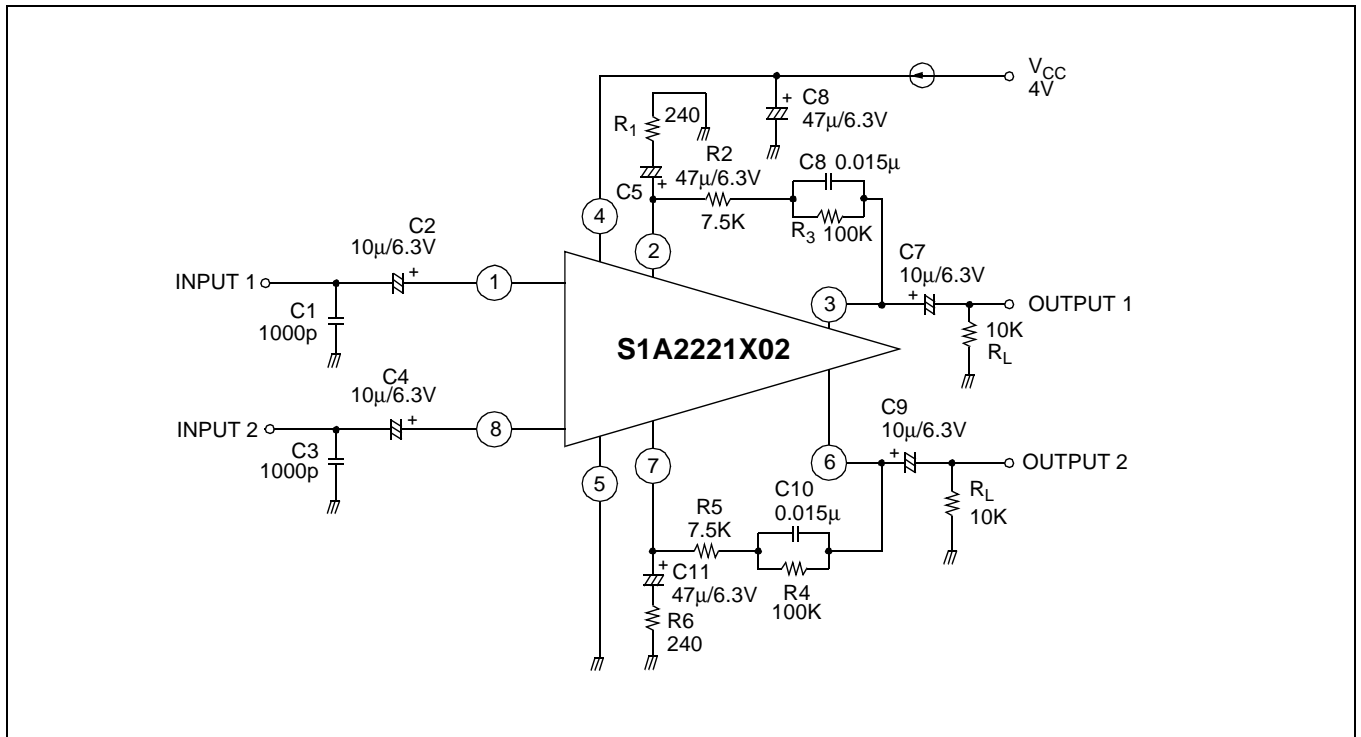 VCC
4V
C8
47µ/6.3V
240
R1
R2
47µ/6.3V
C5
7.5K
C8 0.015µ
R3 100K
4
2
C2
10µ/6.3V
INPUT 1
1
C1
1000p
C7
10µ/6.3V
3
OUTPUT 1
10K
RL
S1A2221X02
C4
10µ/6.3V
INPUT 2
8
C3
1000p
C9
10µ/6.3V
5
7
6
OUTPUT 2
RL
10K
R5
7.5K
C10
0.015µ
C11
47µ/6.3V
R4
100K
R6
240
+
+
+
+
+
+
+